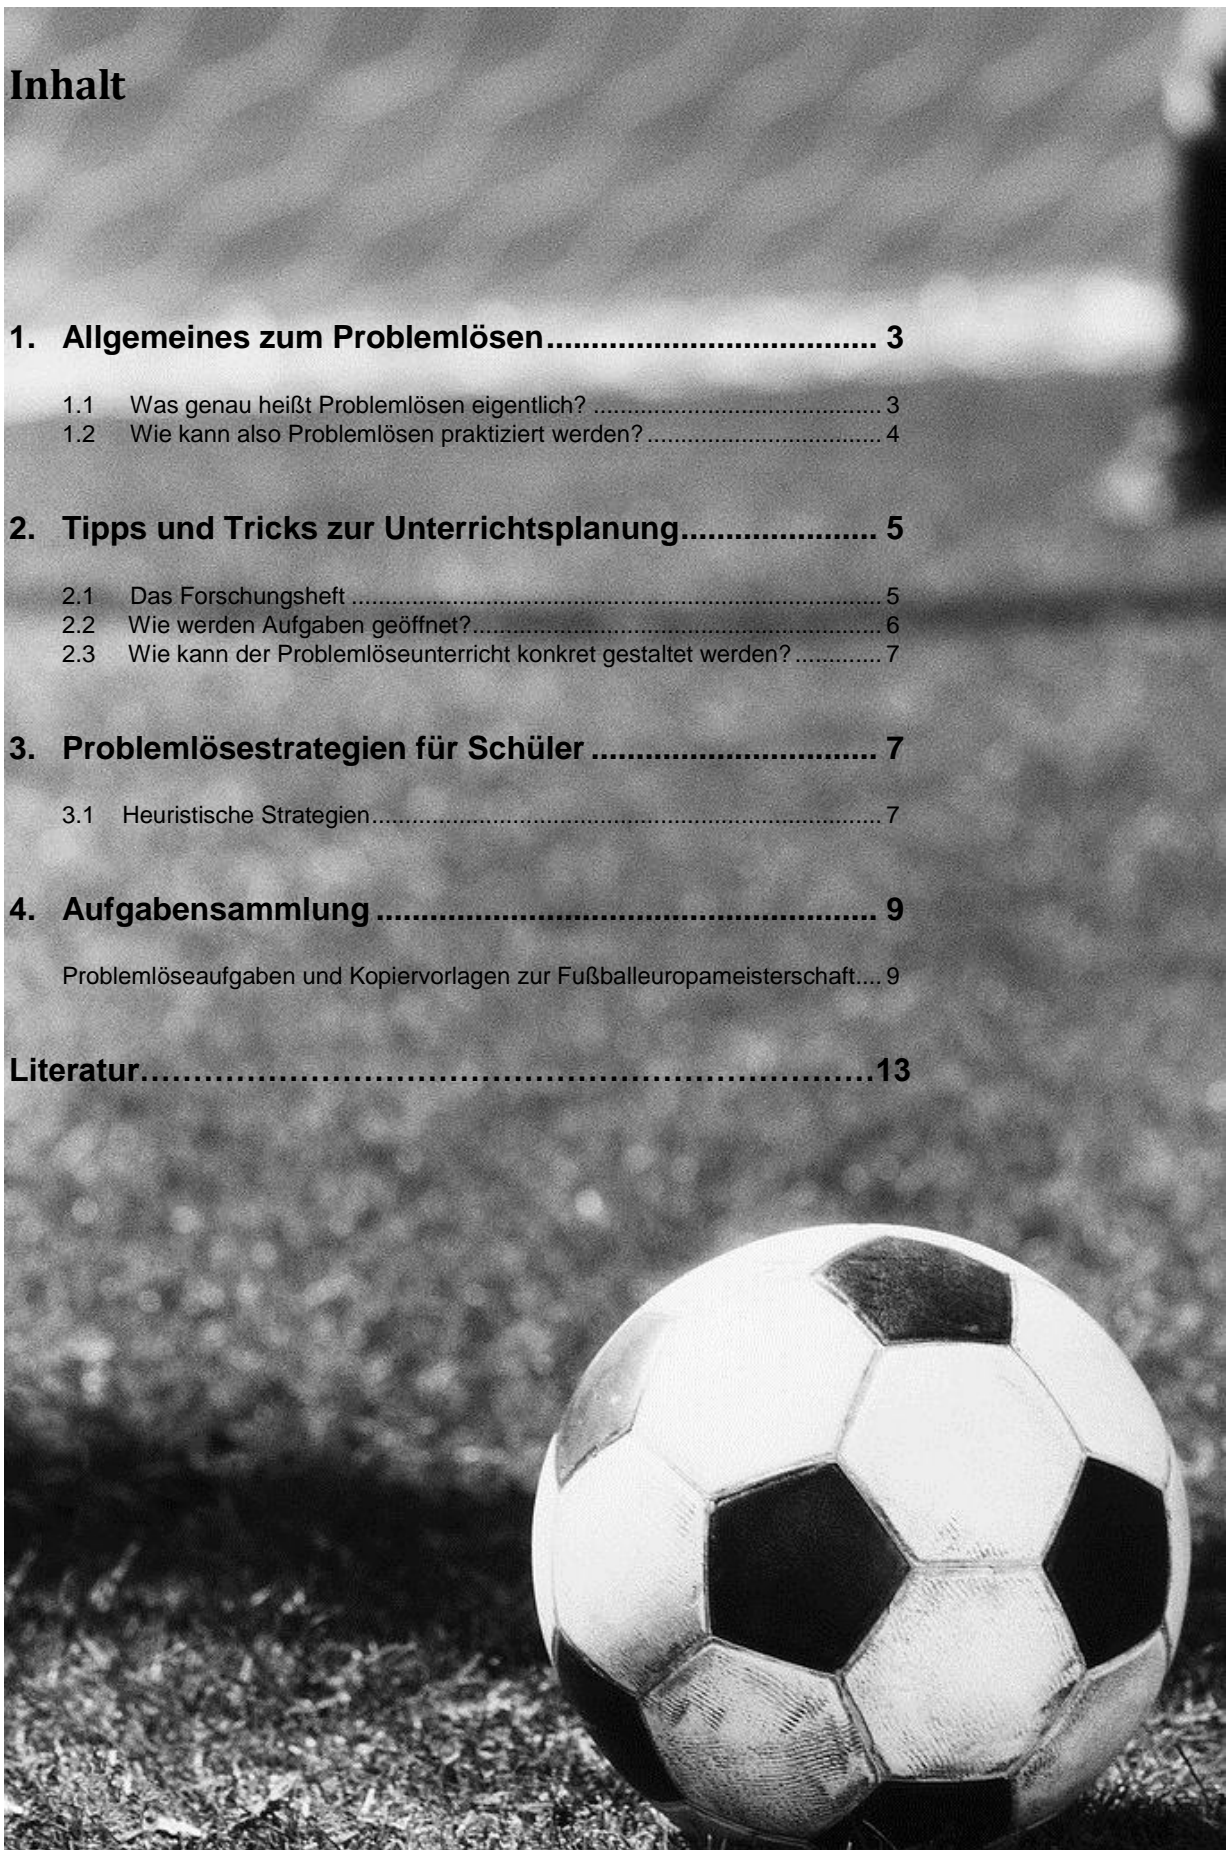 Inhalt
1. Allgemeines zum Problemlösen..................................... 3
1.1 Was genau heißt Problemlösen eigentlich? ........................................... 3
1.2 Wie kann also Problemlösen praktiziert werden? ................................... 4
2. Tipps und Tricks zur Unterrichtsplanung...................... 5
2.1 Das Forschungsheft ............................................................................... 5
2.2 Wie werden Aufgaben geöffnet?............................................................. 6
2.3 Wie kann der Problemlöseunterricht konkret gestaltet werden? ............. 7
3. Problemlösestrategien für Schüler ................................ 7
3.1 Heuristische Strategien............................................................................ 7
4. Aufgabensammlung ........................................................ 9
Problemlöseaufgaben und Kopiervorlagen zur Fußballeuropameisterschaft.... 9
Literatur……………………………………………………………13